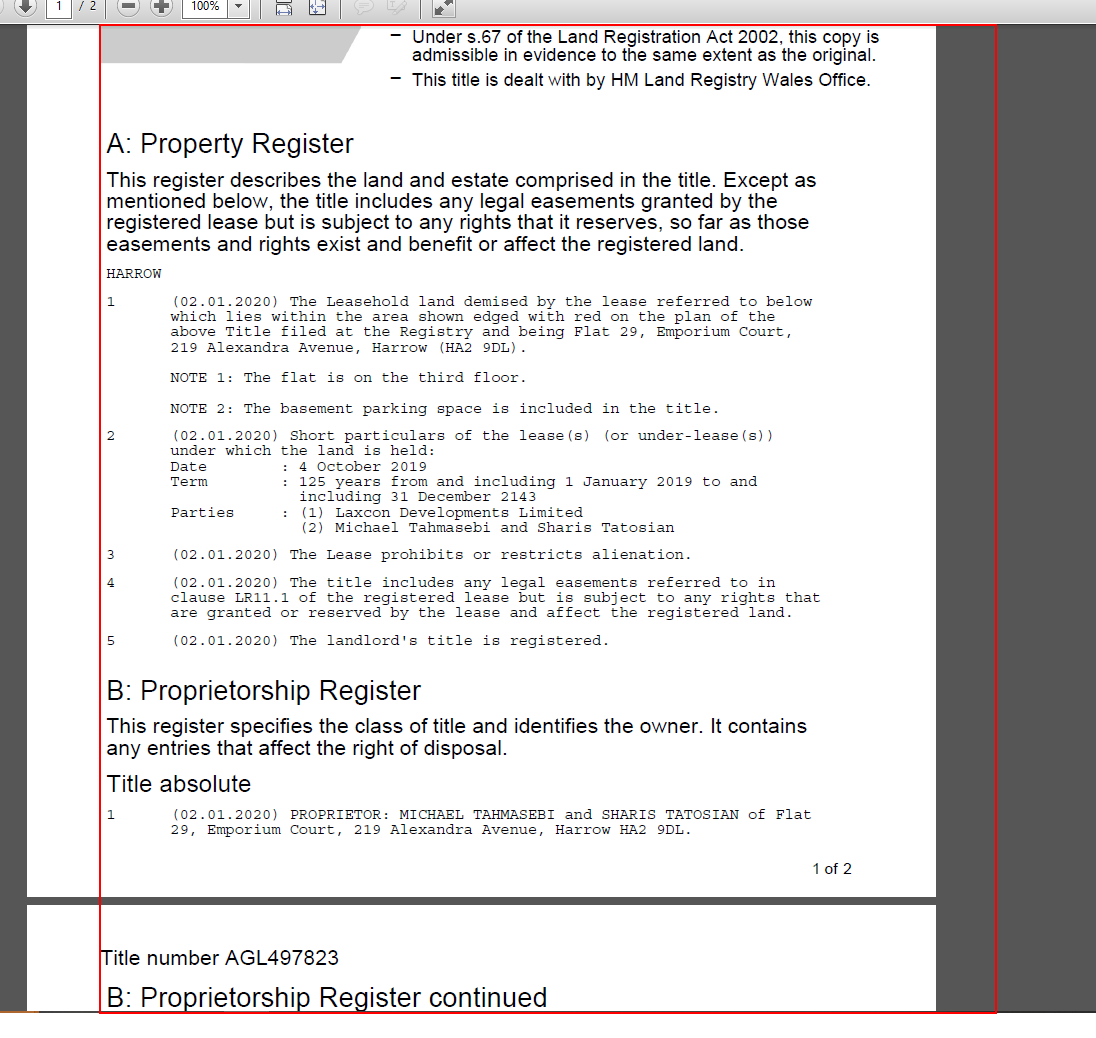 1 / 2 100%
– Under s.67 of the Land Registration Act 2002, this copy is
admissible in evidence to the same extent as the original.
– This title is dealt with by HM Land Registry Wales Office.
A: Property Register
This register describes the land and estate comprised in the title. Except as
mentioned below, the title includes any legal easements granted by the
registered lease but is subject to any rights that it reserves, so far as those
easements and rights exist and benefit or affect the registered land.
HARROW
1 (02.01.2020) The Leasehold land demised by the lease referred to below
which lies within the area shown edged with red on the plan of the
above Title filed at the Registry and being Flat 29, Emporium Court,
219 Alexandra Avenue, Harrow (HA2 9DL).
NOTE 1: The flat is on the third floor.
NOTE 2: The basement parking space is included in the title.
2 (02.01.2020) Short particulars of the lease(s) (or under-lease(s))
under which the land is held:
Date : 4 October 2019
Term : 125 years from and including 1 January 2019 to and
including 31 December 2143
Parties : (1) Laxcon Developments Limited
(2) Michael Tahmasebi and Sharis Tatosian
3 (02.01.2020) The Lease prohibits or restricts alienation.
4 (02.01.2020) The title includes any legal easements referred to in
clause LR11.1 of the registered lease but is subject to any rights that
are granted or reserved by the lease and affect the registered land.
5 (02.01.2020) The landlord's title is registered.
B: Proprietorship Register
This register specifies the class of title and identifies the owner. It contains
any entries that affect the right of disposal.
Title absolute
1 (02.01.2020) PROPRIETOR: MICHAEL TAHMASEBI and SHARIS TATOSIAN of Flat
29, Emporium Court, 219 Alexandra Avenue, Harrow HA2 9DL.
1 of 2
Title number AGL497823
B: Proprietorship Register continued